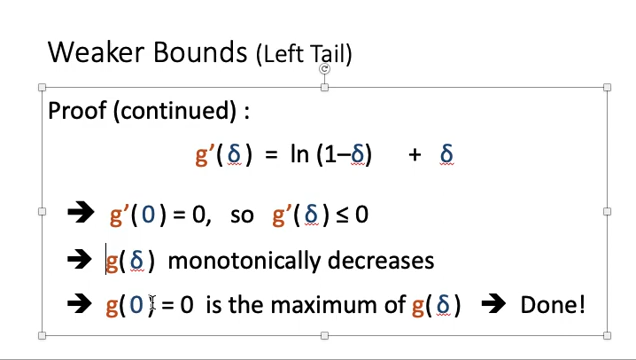 Weaker Bounds (Left Tail)
Proof (continued) :
g’( δ ) = ln (1–δ) + δ
➔ g’( 0 ) = 0, so g’( δ ) ≤ 0
➔ g( δ ) monotonically decreases
➔ g( 0 ) = 0 is the maximum of g( δ ) ➔ Done!